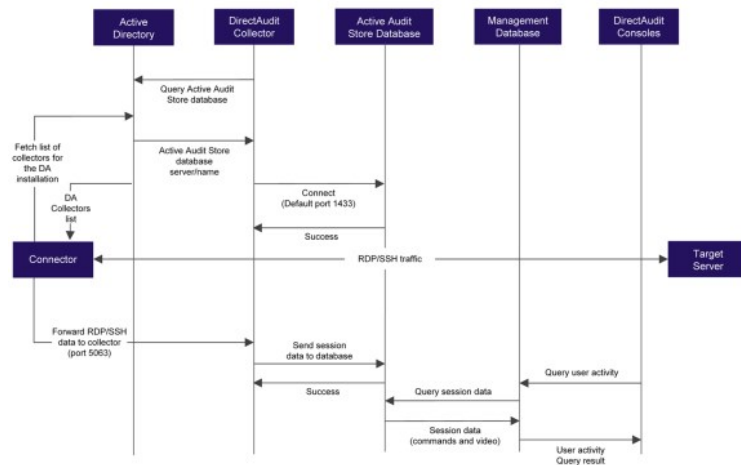 Active
Directory
DirectAudit
Collector
Active Audit
Store Database
Management
Database
DirectAudit
Consoles
Query Active Audit
Store database
Fetch list of
collectors for
the DA
installation
Active Audit Store
database
server/name
DA
Collectors
list
Connect
(Default port 1433)
Success
Connector
RDP/SSH traffic
Target
Server
Forward RDP/SSH
data to collector
(port 5063)
Send session
data to database
Success
Query user activity
Query session data
Session data
(commands and video)
User activity
Query result